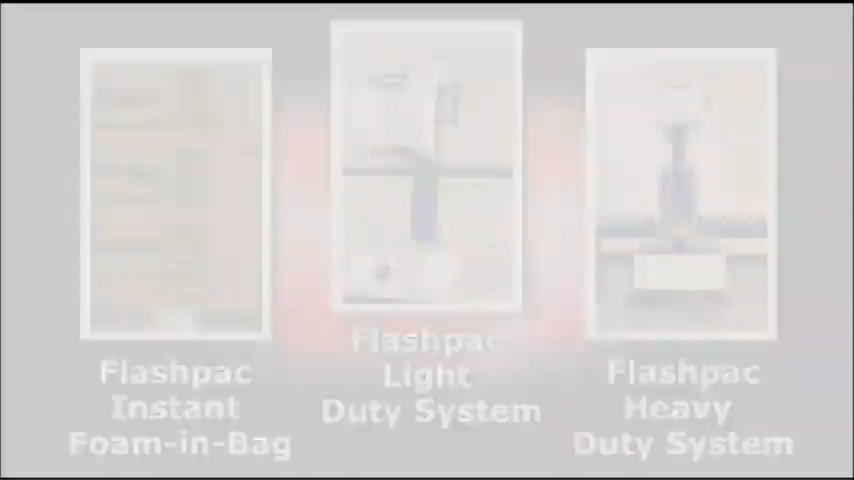 Flashpac
Instant
Foam-in-Bag
Flashpac
Light
Duty System
Flashpac
Heavy
Duty System